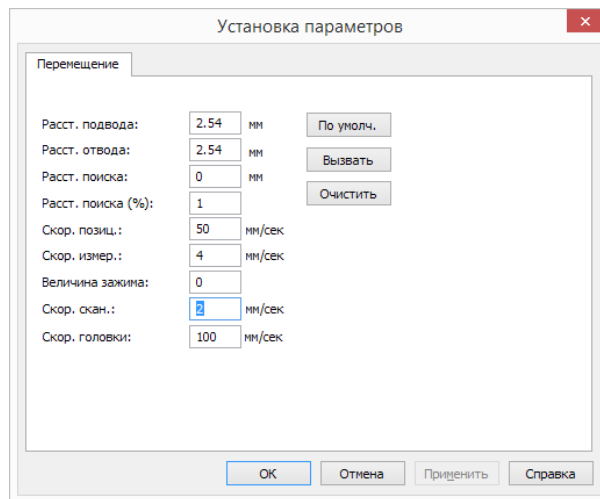 Установка параметров
Перемещение
Расст. подвода: 2.54 мм По умолч.
Расст. отвода: 2.54 мм Вызвать
Расст. поиска: 0 мм Очистить
Расст. поиска (%): 1
Скор. позиц.: 50 мм/сек
Скор. измер.: 4 мм/сек
Величина зажима: 0
Скор. скан.: 2 мм/сек
Скор. головки: 100 мм/сек
ОК Отмена Применить Справка